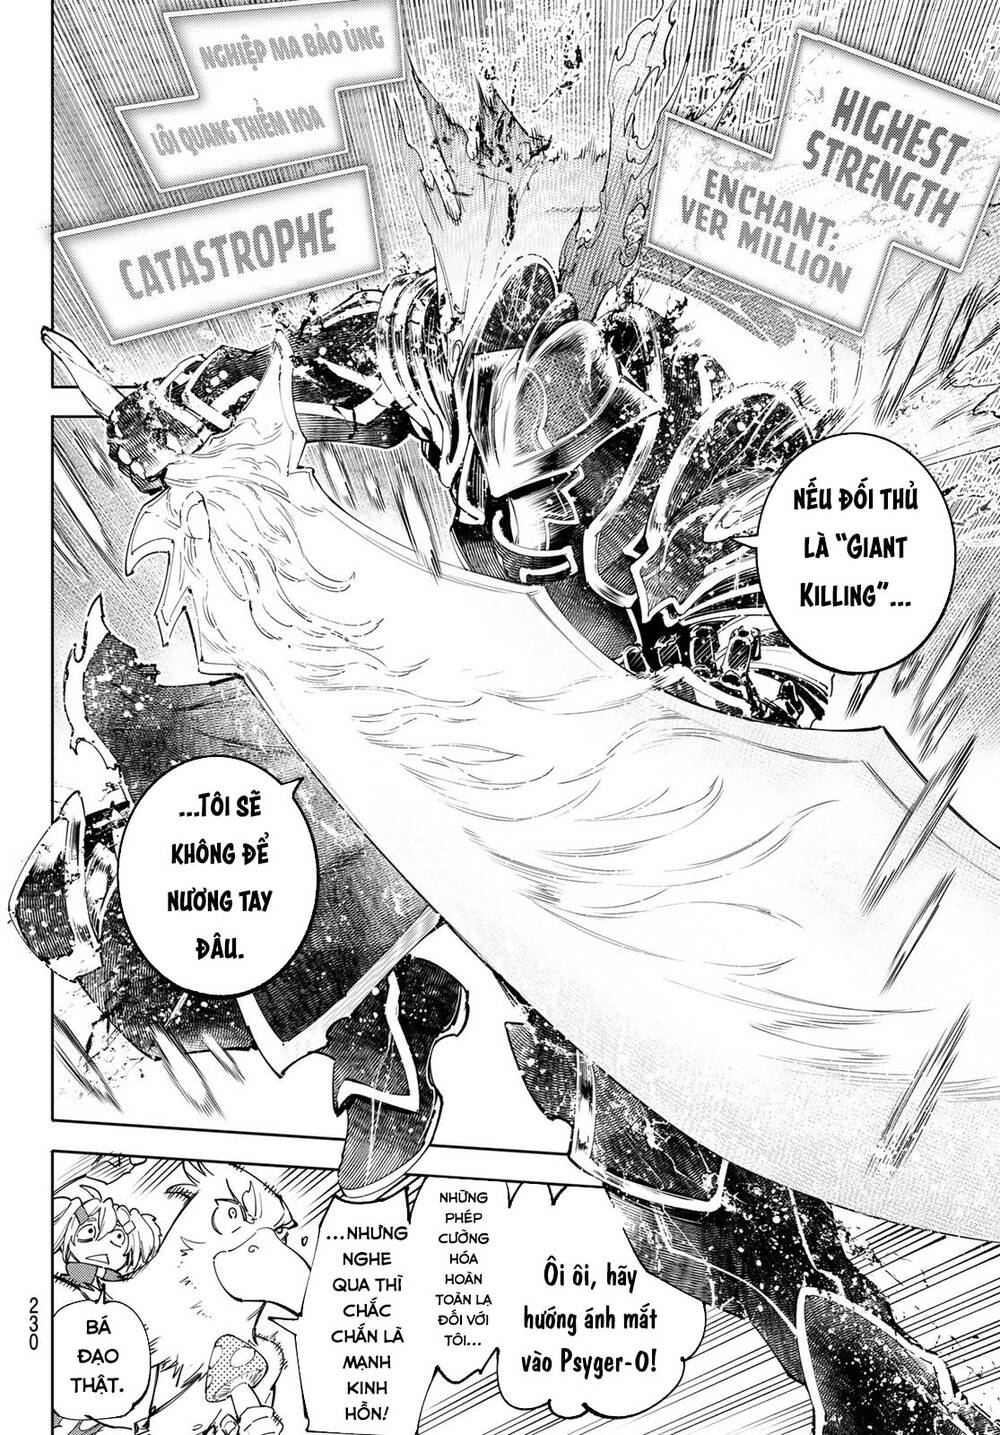 HIGHEST
STRENGTH
ENCHANT:
VER MILLION
NGHIỆP MA BẢO ỦNG
LÔI QUANG THIỂM HOA
CATASTROPHE
NẾU ĐỐI THỦ
LÀ “GIANT
KILLING”...
...TÔI SẼ
KHÔNG ĐỂ
NƯƠNG TAY
ĐÂU.
Ôi ôi, hãy
hướng ánh mắt
vào Psyger-0!
NHỮNG
PHÉP
CƯỜNG
HÓA
HOÀN
TOÀN LẠ
ĐỐI VỚI
TÔI...
...NHƯNG
NGHE
QUA THÌ
CHẮC
CHẮN LÀ
MẠNH
KINH
HỒN!
BÁ
ĐẠO
THẬT.
230